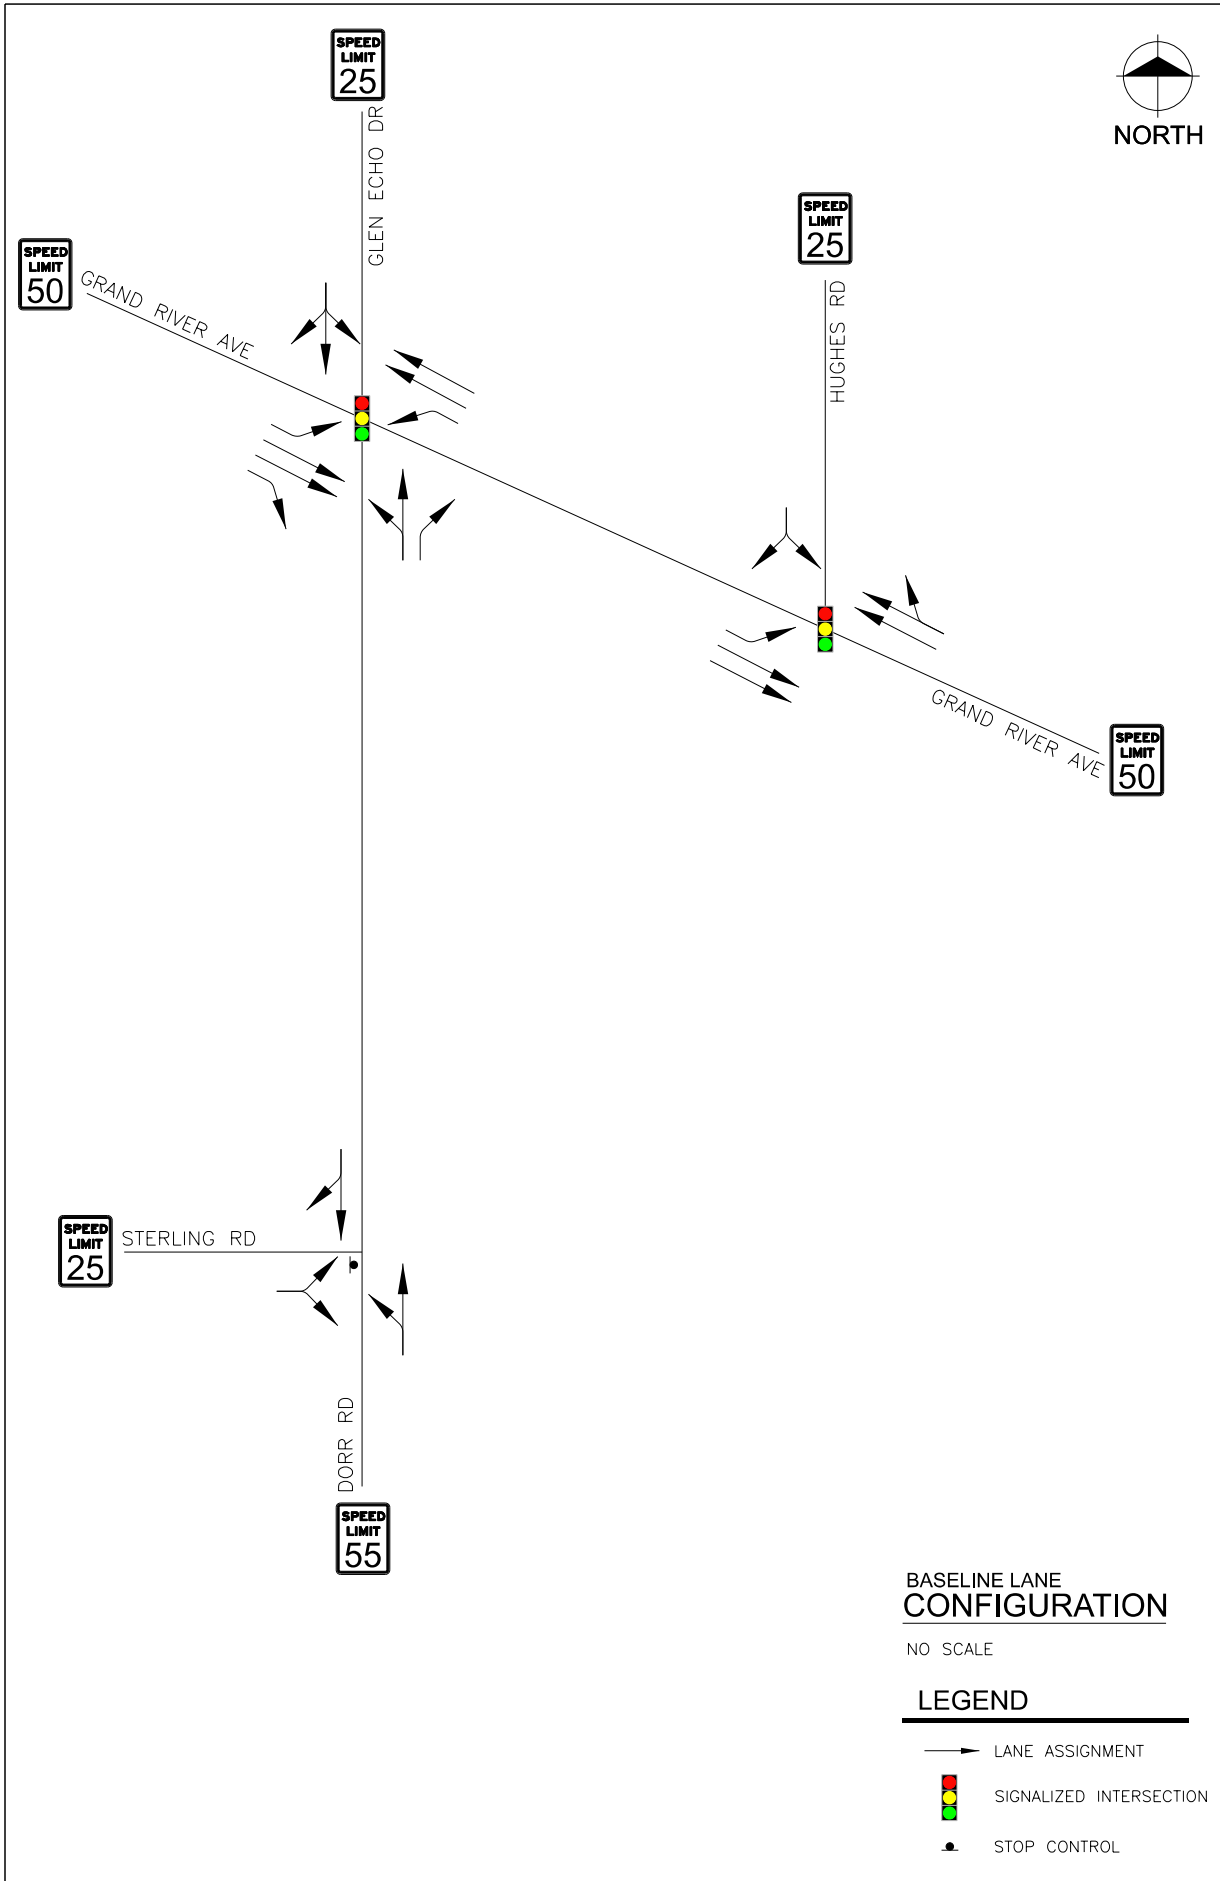 SPEED
LIMIT
25
NORTH
GLEN ECHO DR
SPEED
LIMIT
25
SPEED
LIMIT
50
GRAND RIVER AVE
HUGHES RD
GRAND RIVER AVE
SPEED
LIMIT
50
SPEED
LIMIT
25
STERLING RD
DORR RD
SPEED
LIMIT
55
BASELINE LANE
CONFIGURATION
NO SCALE
LEGEND
LANE ASSIGNMENT
SIGNALIZED INTERSECTION
STOP CONTROL